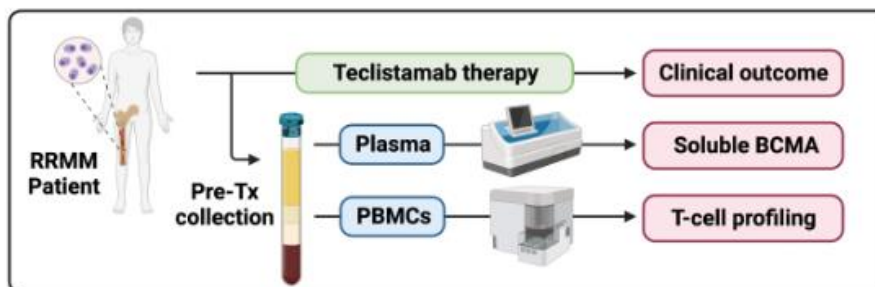 RRMM
Patient
Pre-Tx
collection
Teclistamab therapy
Clinical outcome
Plasma
Soluble BCMA
PBMCs
T-cell profiling